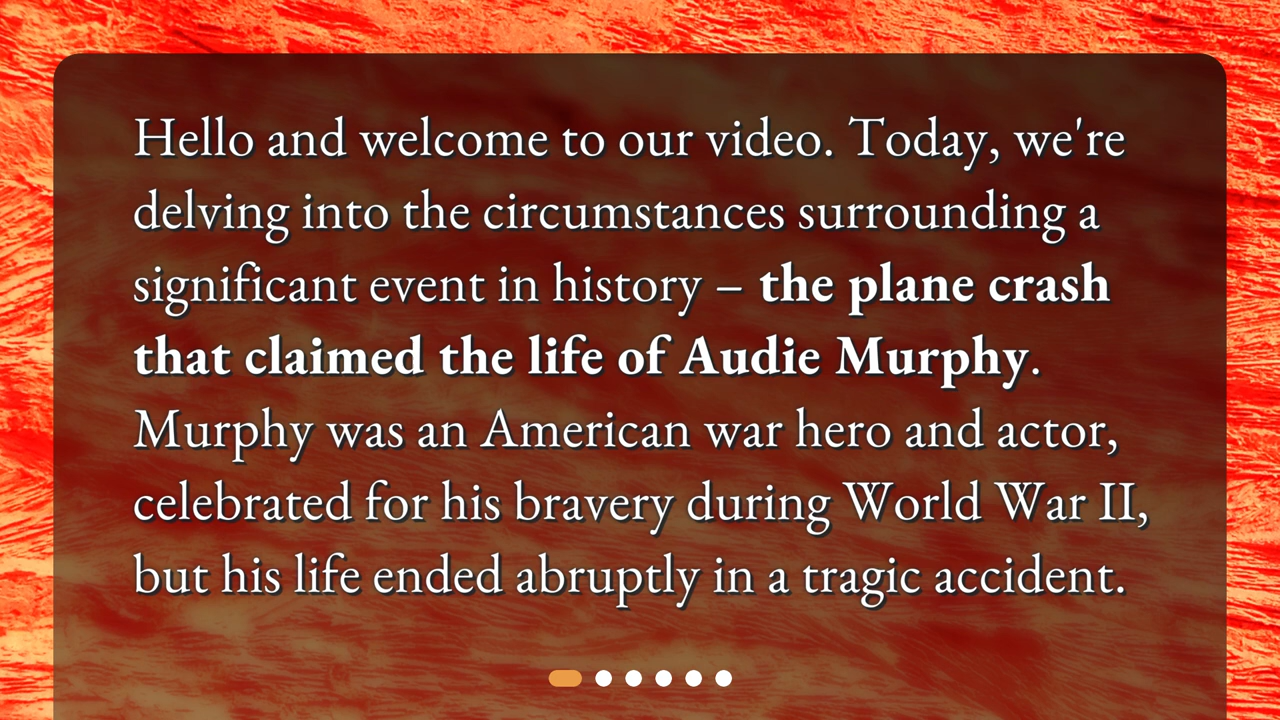 Hello and welcome to our video. Today, we're
delving into the circumstances surrounding a
significant event in history – the plane crash
that claimed the life of Audie Murphy.
Murphy was an American war hero and actor,
celebrated for his bravery during World War II,
but his life ended abruptly in a tragic accident.